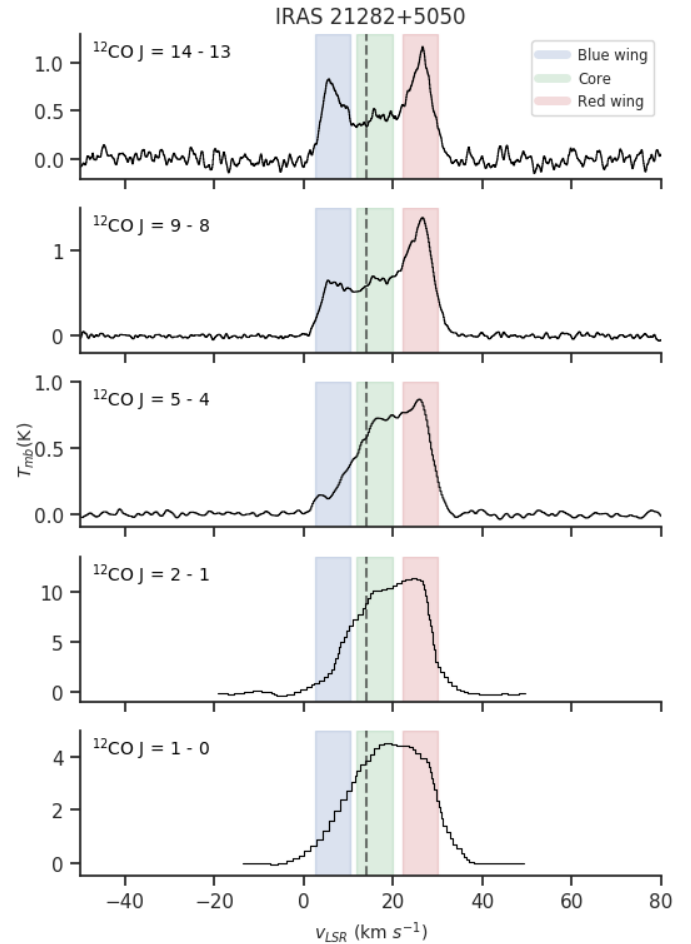 IRAS 21282+5050
¹²CO J = 14 - 13
Blue wing
Core
Red wing
1.0
0.5
0.0
¹²CO J = 9 - 8
1
0
¹²CO J = 5 - 4
1.0
0.5
0.0
T_mb(K)
¹²CO J = 2 - 1
10
5
0
¹²CO J = 1 - 0
4
2
0
−40 −20 0 20 40 60 80
v_LSR (km s⁻¹)